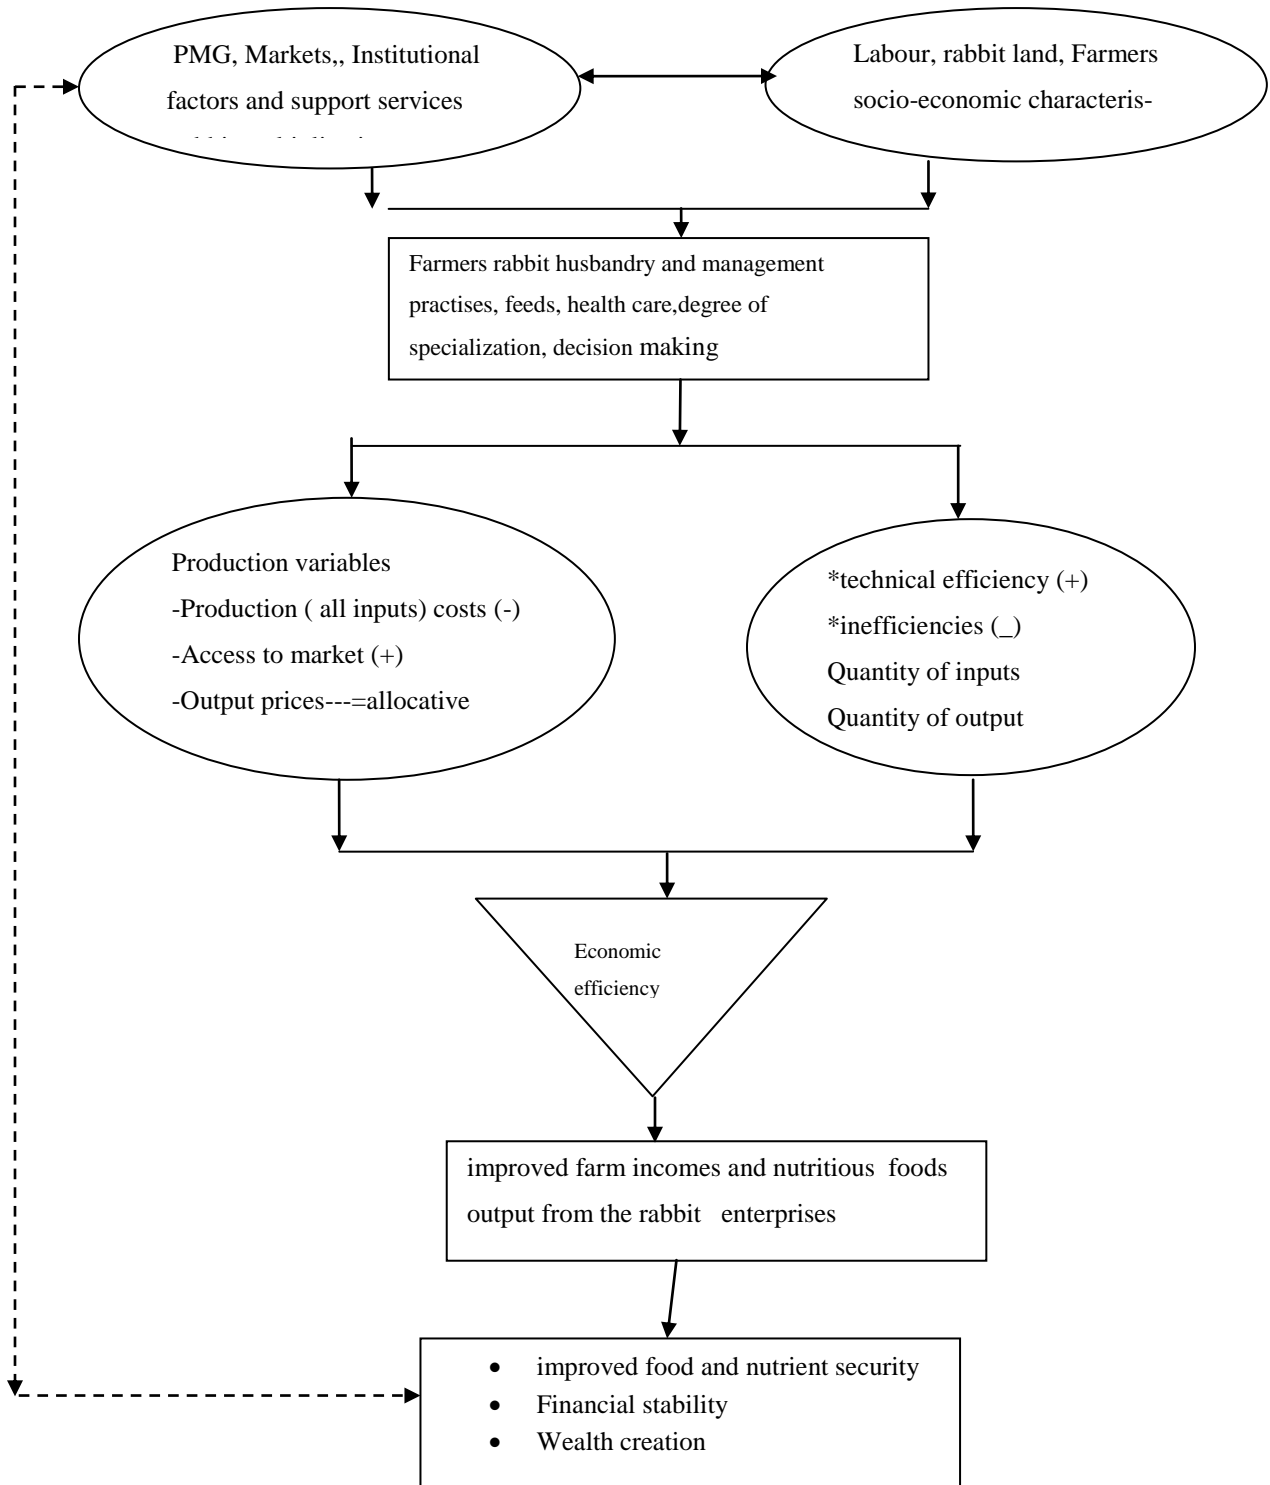 PMG, Markets,, Institutional
factors and support services
Labour, rabbit land, Farmers
socio-economic characteris-
Farmers rabbit husbandry and management
practises, feeds, health care,degree of
specialization, decision making
Production variables
-Production ( all inputs) costs (-)
-Access to market (+)
-Output prices---=allocative
*technical efficiency (+)
*inefficiencies (_)
Quantity of inputs
Quantity of output
Economic
efficiency
improved farm incomes and nutritious foods
output from the rabbit enterprises
• improved food and nutrient security
• Financial stability
• Wealth creation